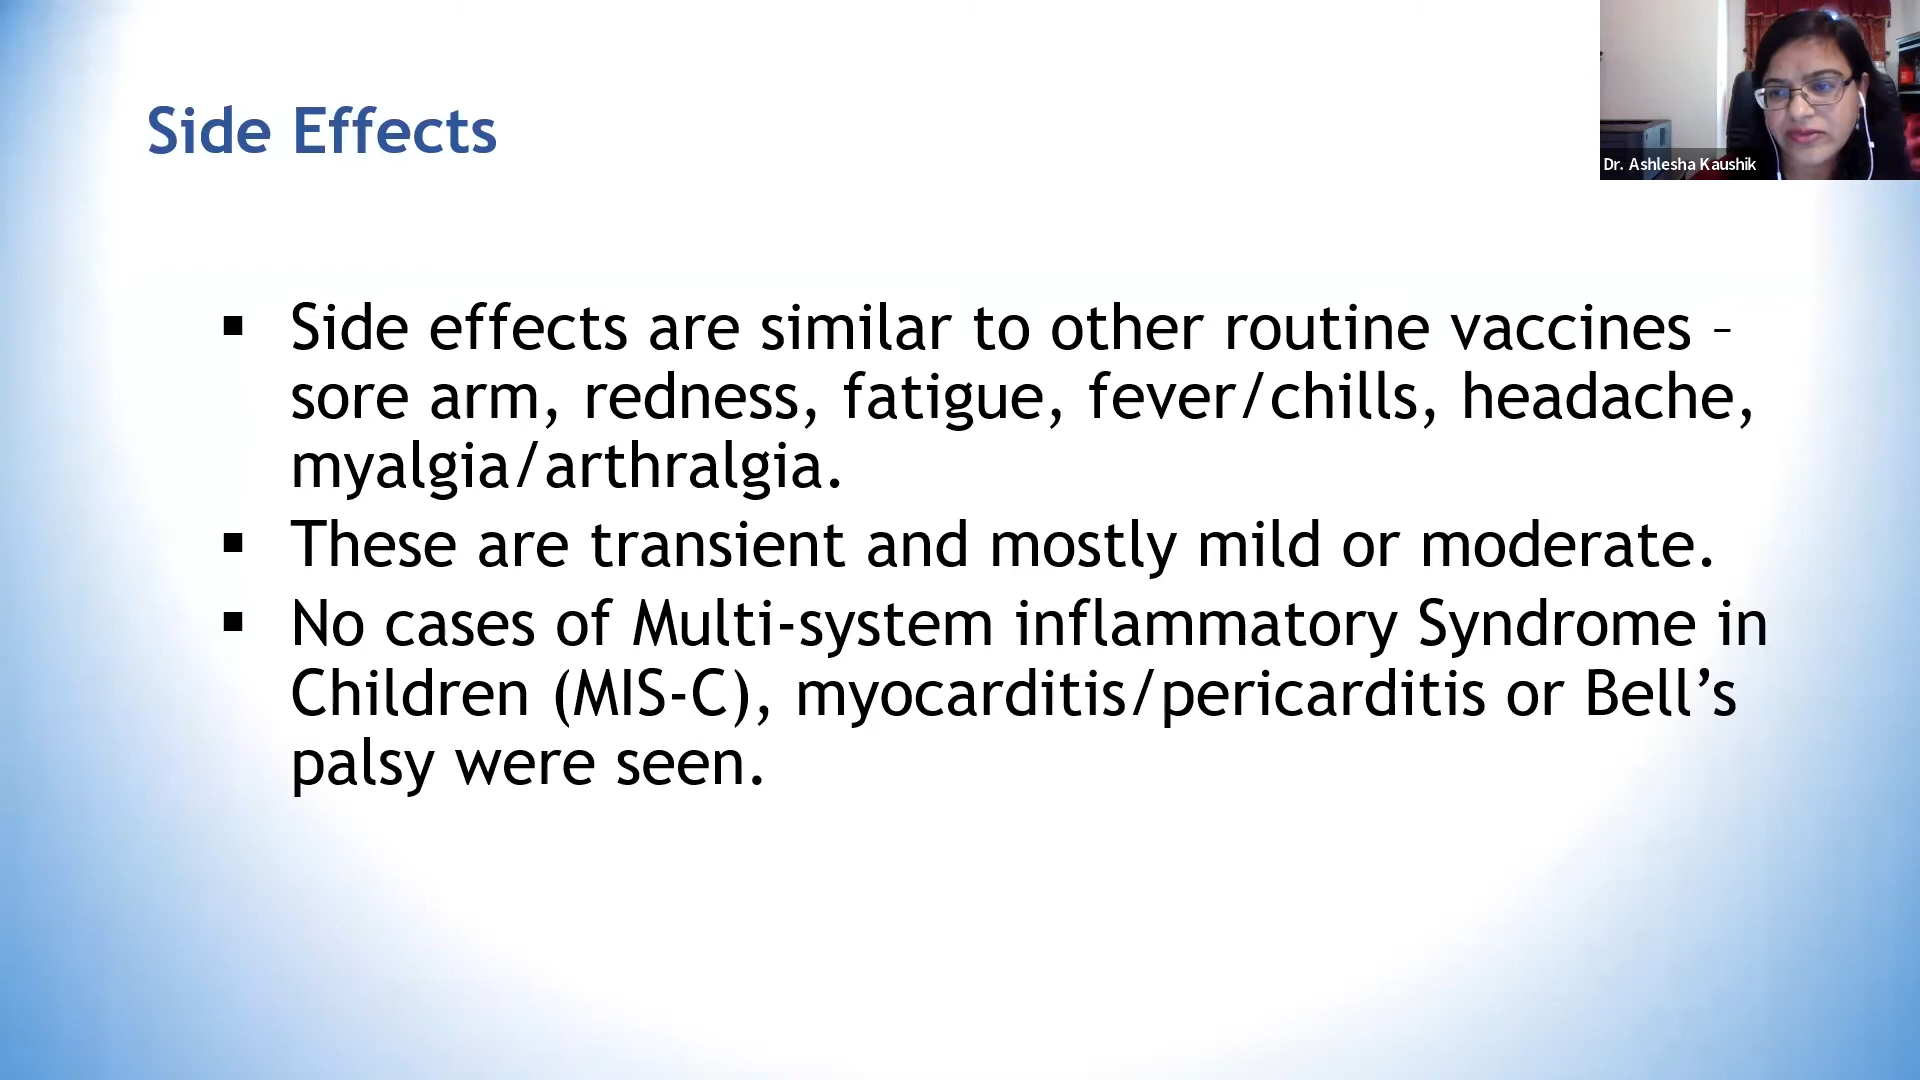 Side Effects
Dr. Ashlesha Kaushik
▪ Side effects are similar to other routine vaccines –
sore arm, redness, fatigue, fever/chills, headache,
myalgia/arthralgia.
▪ These are transient and mostly mild or moderate.
▪ No cases of Multi-system inflammatory Syndrome in
Children (MIS-C), myocarditis/pericarditis or Bell’s
palsy were seen.